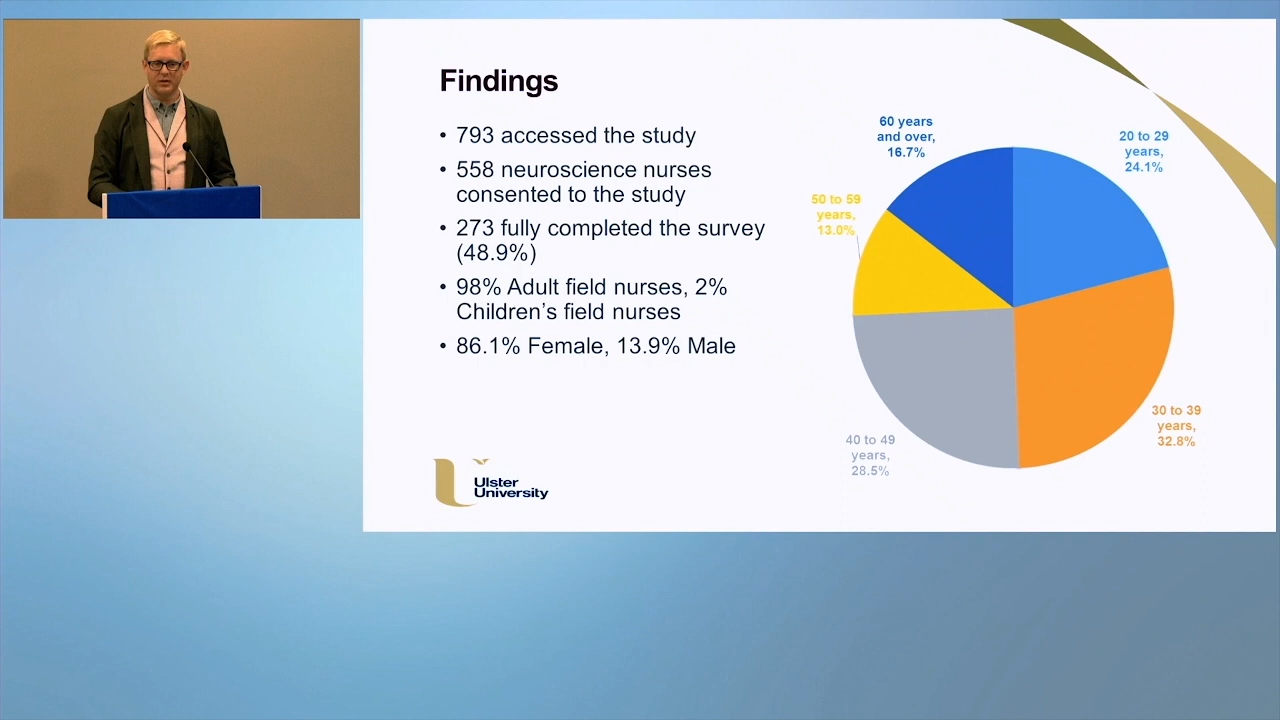 Findings
• 793 accessed the study
• 558 neuroscience nurses
consented to the study
• 273 fully completed the survey
(48.9%)
• 98% Adult field nurses, 2%
Children’s field nurses
• 86.1% Female, 13.9% Male
60 years
and over,
16.7%
20 to 29
years,
24.1%
50 to 59
years,
13.0%
30 to 39
years,
32.8%
40 to 49
years,
28.5%
Ulster
University